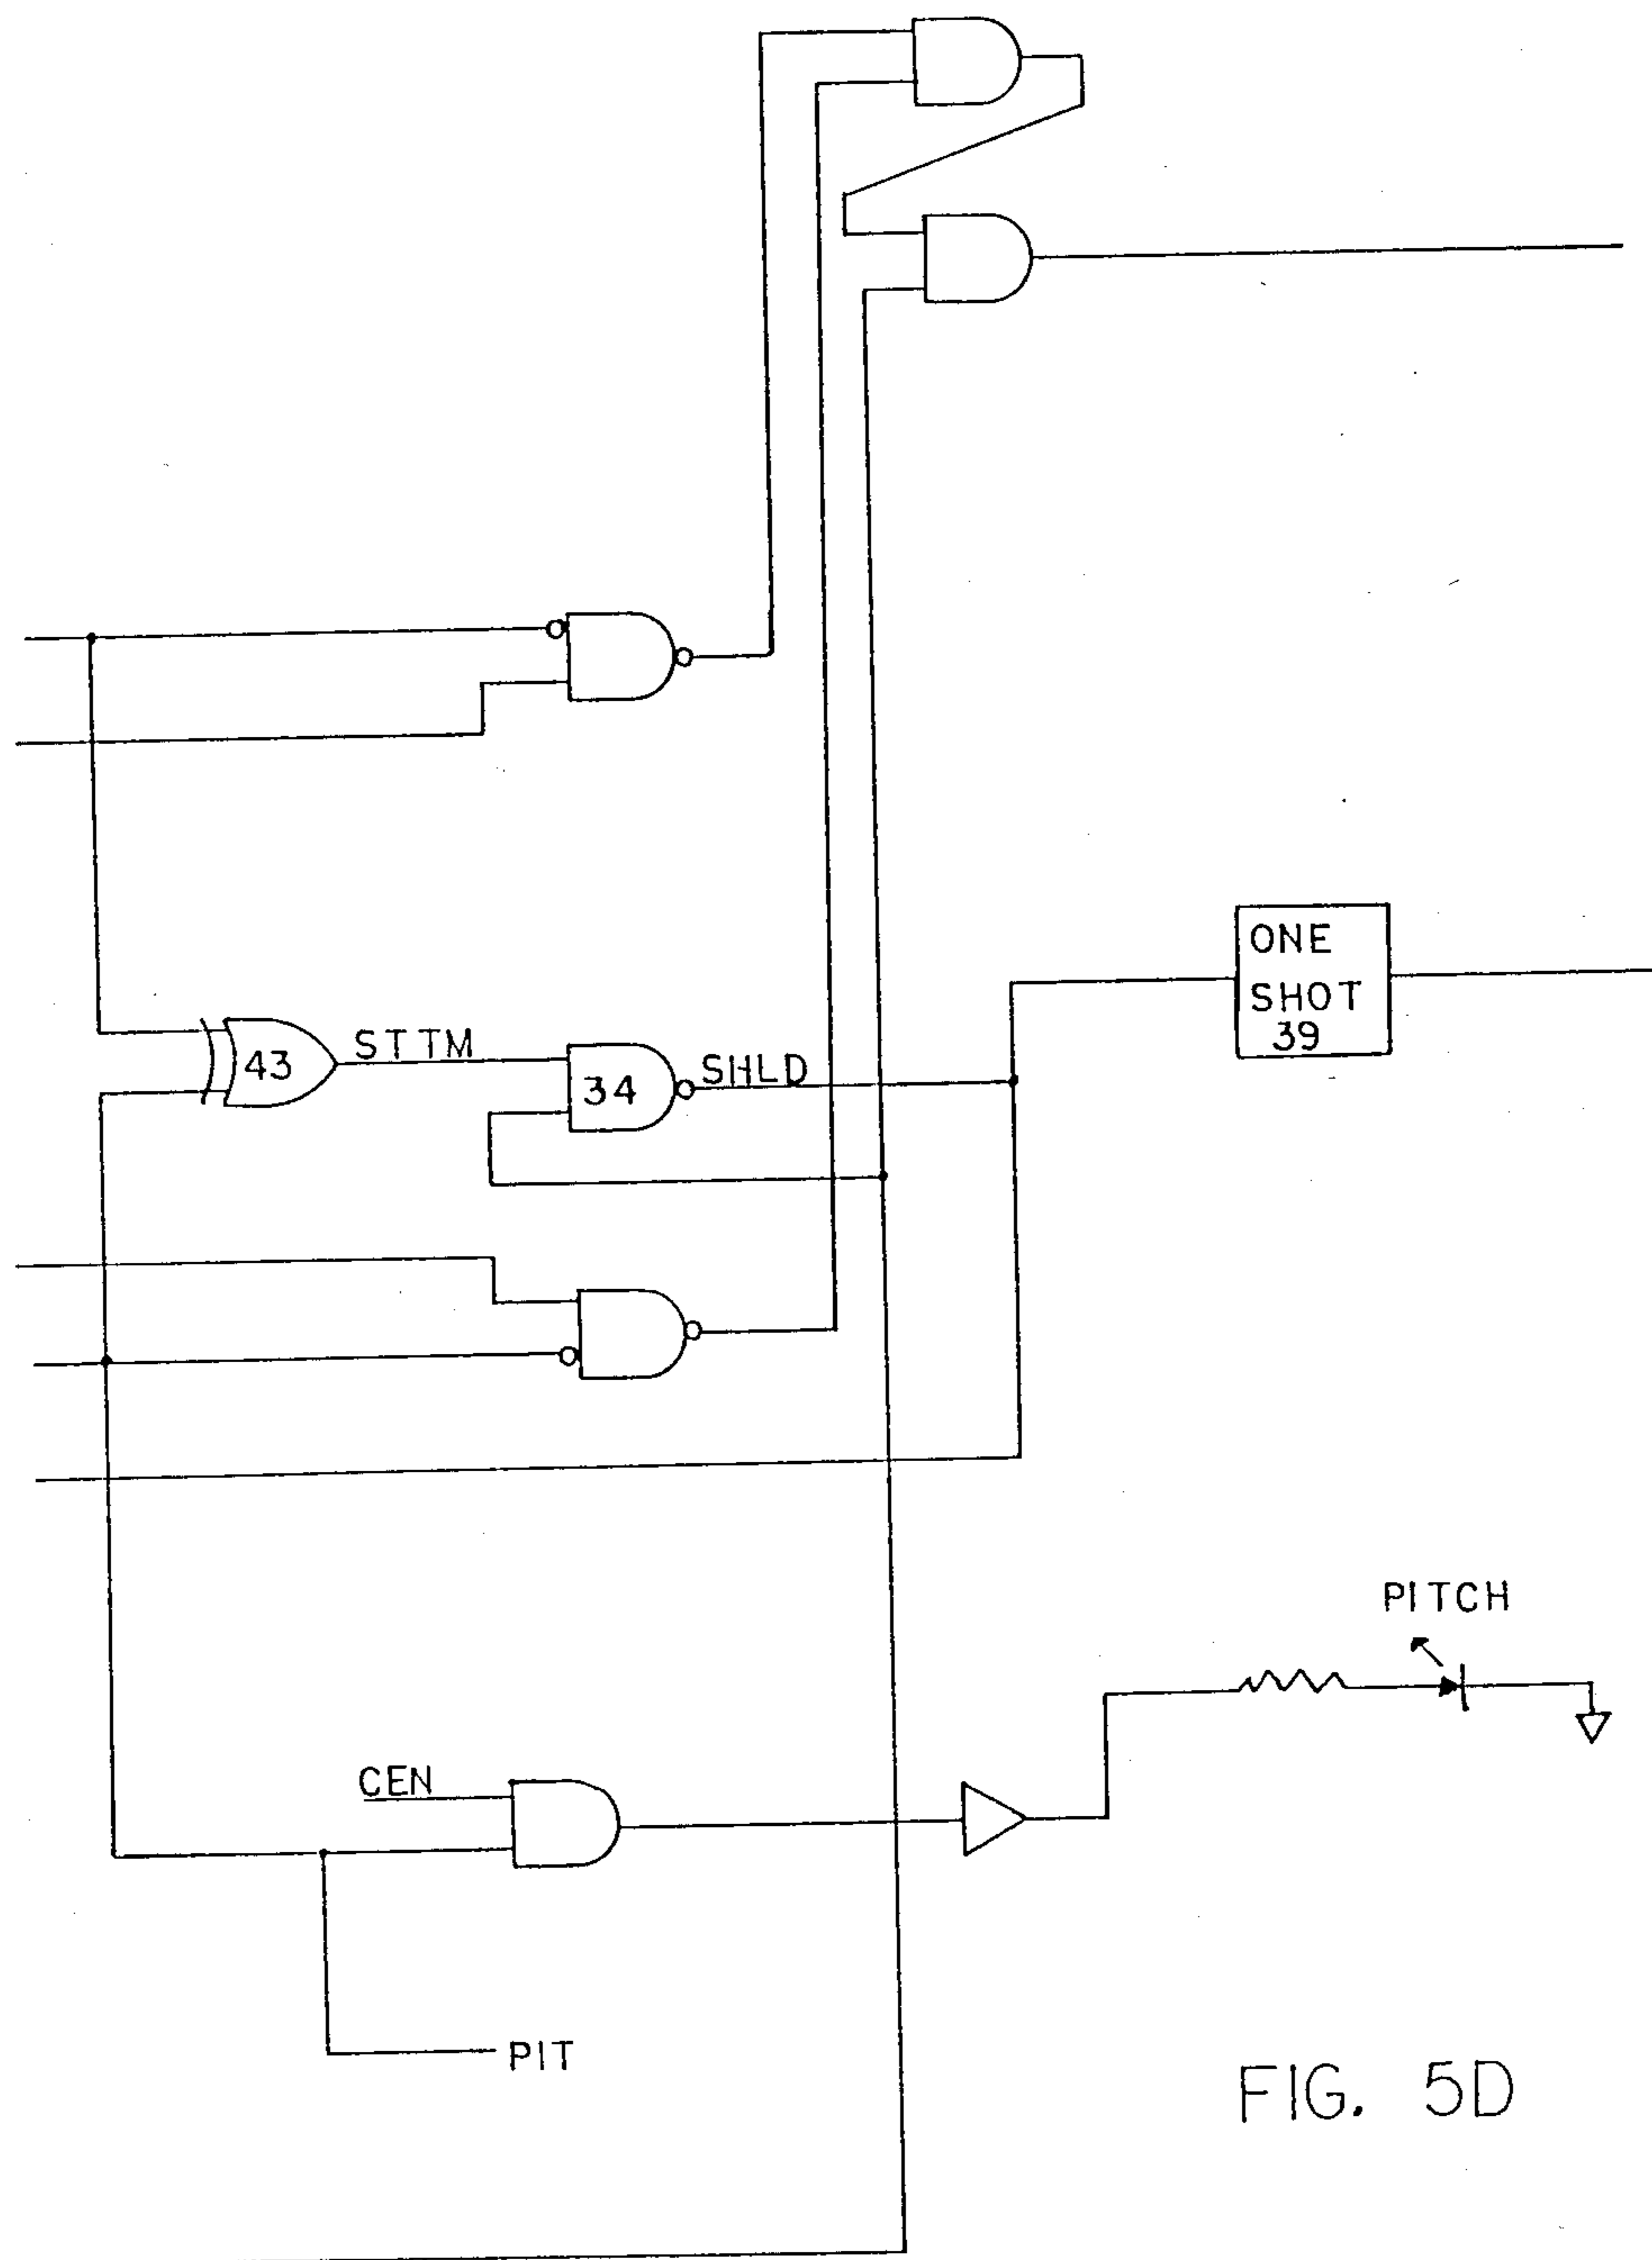 ONE
SHOT
39
43
STTM
34
SHLD
PITCH
CEN
PIT
FIG. 5D